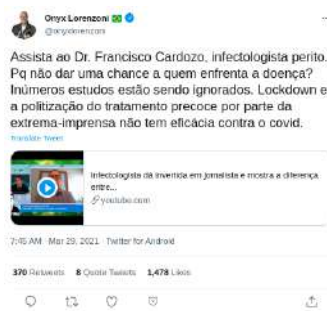 Onyx Lorenzoni
@onyxlorenzoni
Assista ao Dr. Francisco Cardozo, infectologista perito.
Pq não dar uma chance a quem enfrenta a doença?
Inúmeros estudos estão sendo ignorados. Lockdown e
a politização do tratamento precoce por parte da
extrema-imprensa não tem eficácia contra o covid.
Translate Tweet
Infectologista dá invertida em jornalista e mostra a diferença
entre...
youtube.com
7:45 AM · Mar 29, 2021 · Twitter for Android
370 Retweets 8 Quote Tweets 1,478 Likes